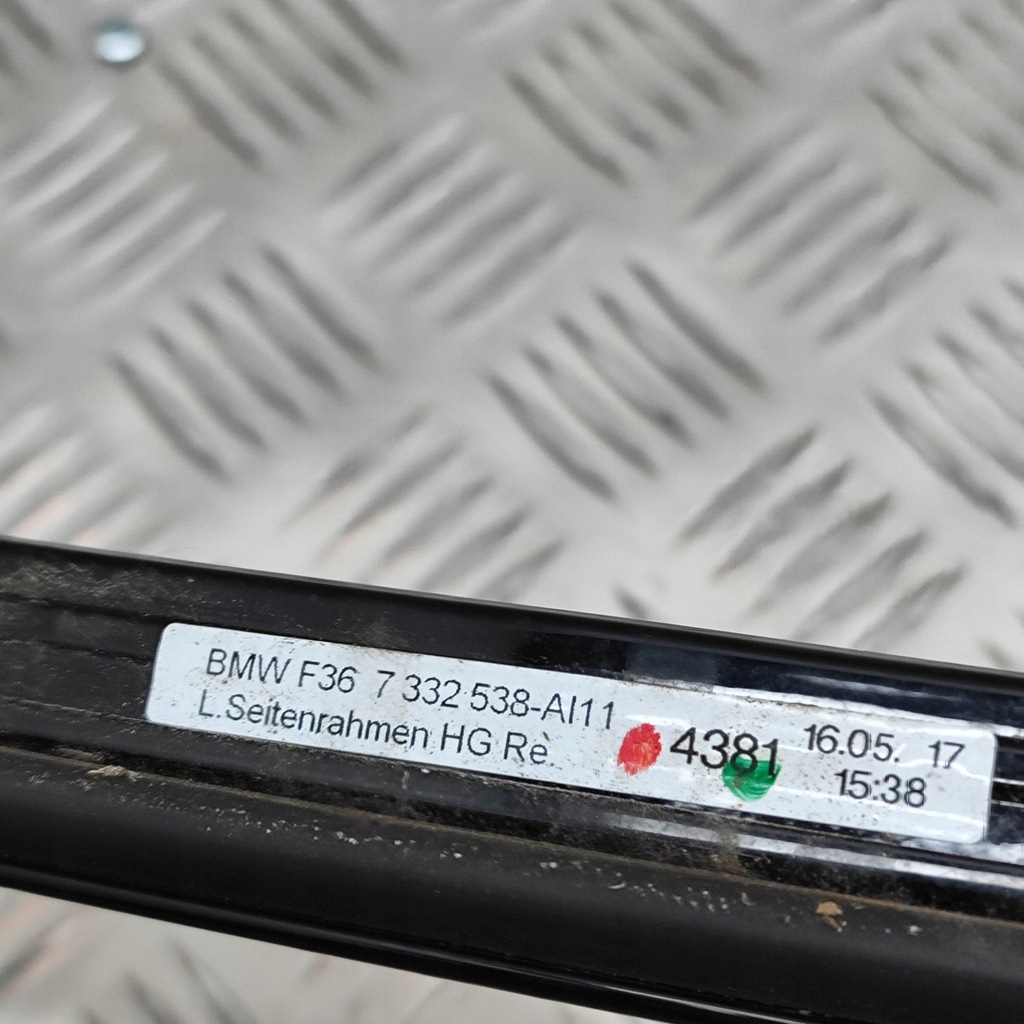 BMW F36 7 332 538-AI11
L.Seitenrahmen HG Re.
4381
16.05. 17
15:38